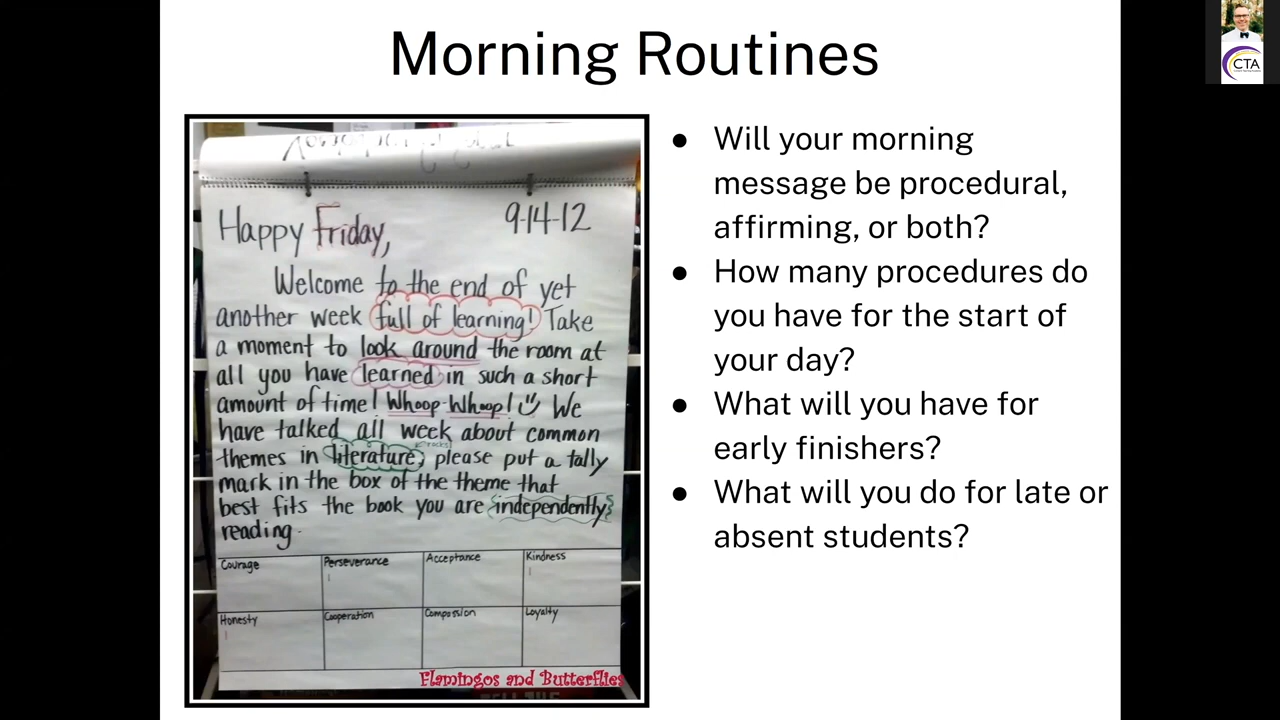 Morning Routines
CTA
Happy Friday,
9-14-12
Welcome to the end of yet
another week full of learning! Take
a moment to look around the room at
all you have learned in such a short
amount of time! Whoop-Whoop! We
have talked all week about common
themes in literature, please put a tally
mark in the box of the theme that
best fits the book you are independently
reading.
Courage Perseverance Acceptance Kindness
Honesty Cooperation Compassion Loyalty
Flamingos and Butterflies
● Will your morning
message be procedural,
affirming, or both?
● How many procedures do
you have for the start of
your day?
● What will you have for
early finishers?
● What will you do for late or
absent students?